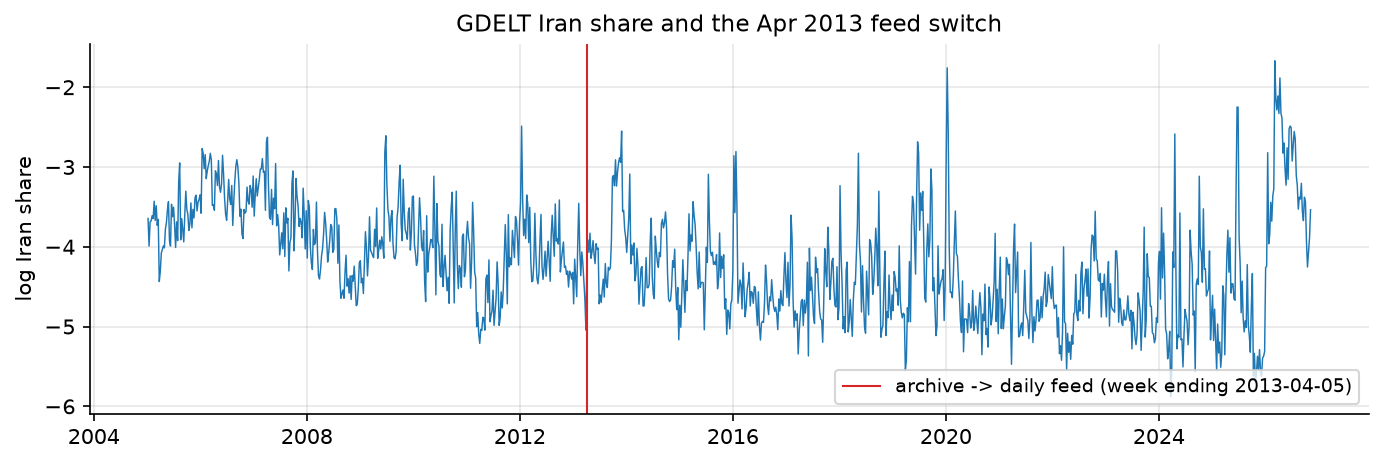 GDELT Iran share and the Apr 2013 feed switch
log Iran share
−2
−3
−4
−5
−6
archive -> daily feed (week ending 2013-04-05)
2004 2008 2012 2016 2020 2024